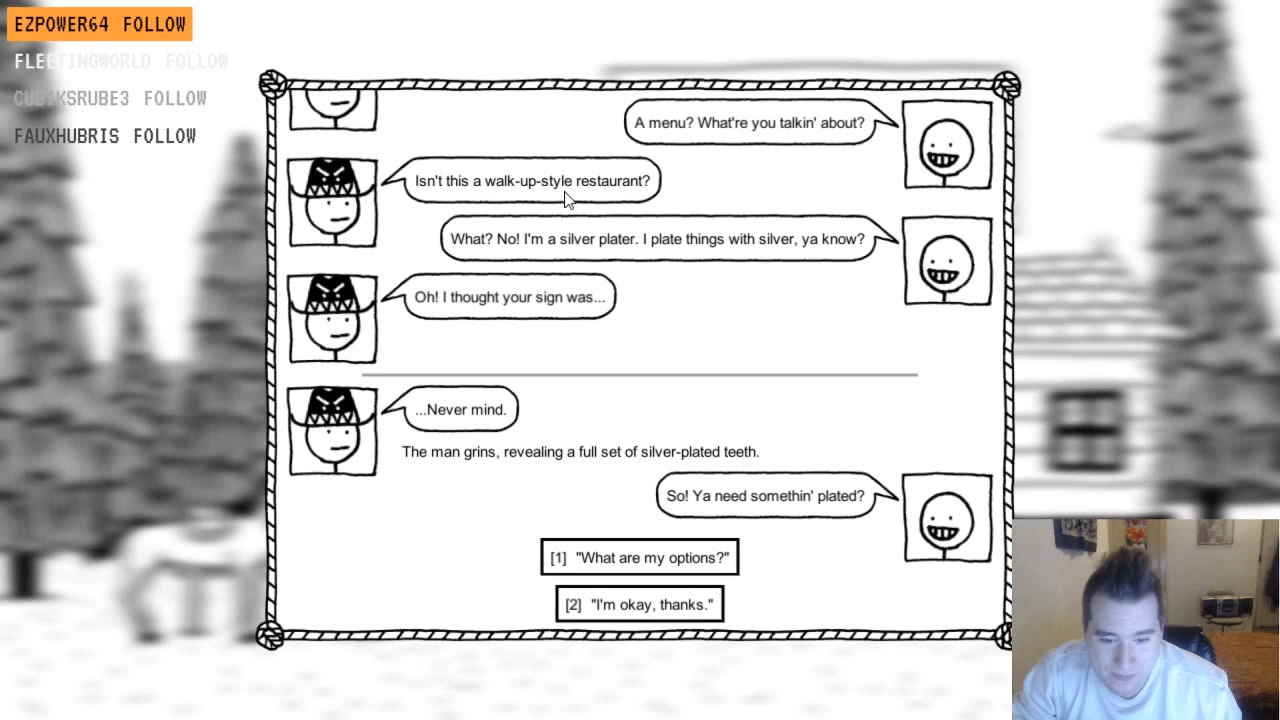 EZPOWER64 FOLLOW
FLEETINGWORLD FOLLOW
CUBIKSRUBE3 FOLLOW
FAUXHUBRIS FOLLOW
A menu? What're you talkin' about?
Isn't this a walk-up-style restaurant?
What? No! I'm a silver plater. I plate things with silver, ya know?
Oh! I thought your sign was...
...Never mind.
The man grins, revealing a full set of silver-plated teeth.
So! Ya need somethin' plated?
[1] "What are my options?"
[2] "I'm okay, thanks."